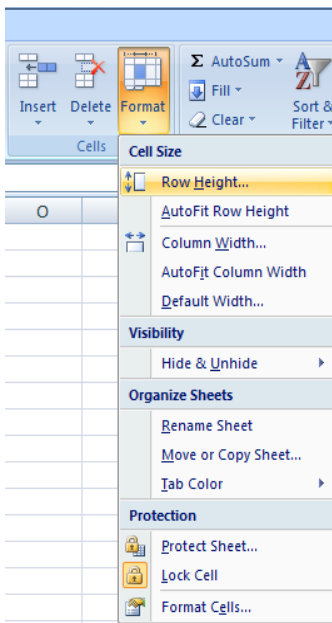 Σ AutoSum
Fill
Insert Delete Format
Clear
Sort &
Filter
Cells
Cell Size
Row Height...
AutoFit Row Height
Column Width...
AutoFit Column Width
Default Width...
Visibility
Hide & Unhide
Organize Sheets
Rename Sheet
Move or Copy Sheet...
Tab Color
Protection
Protect Sheet...
Lock Cell
Format Cells...
O